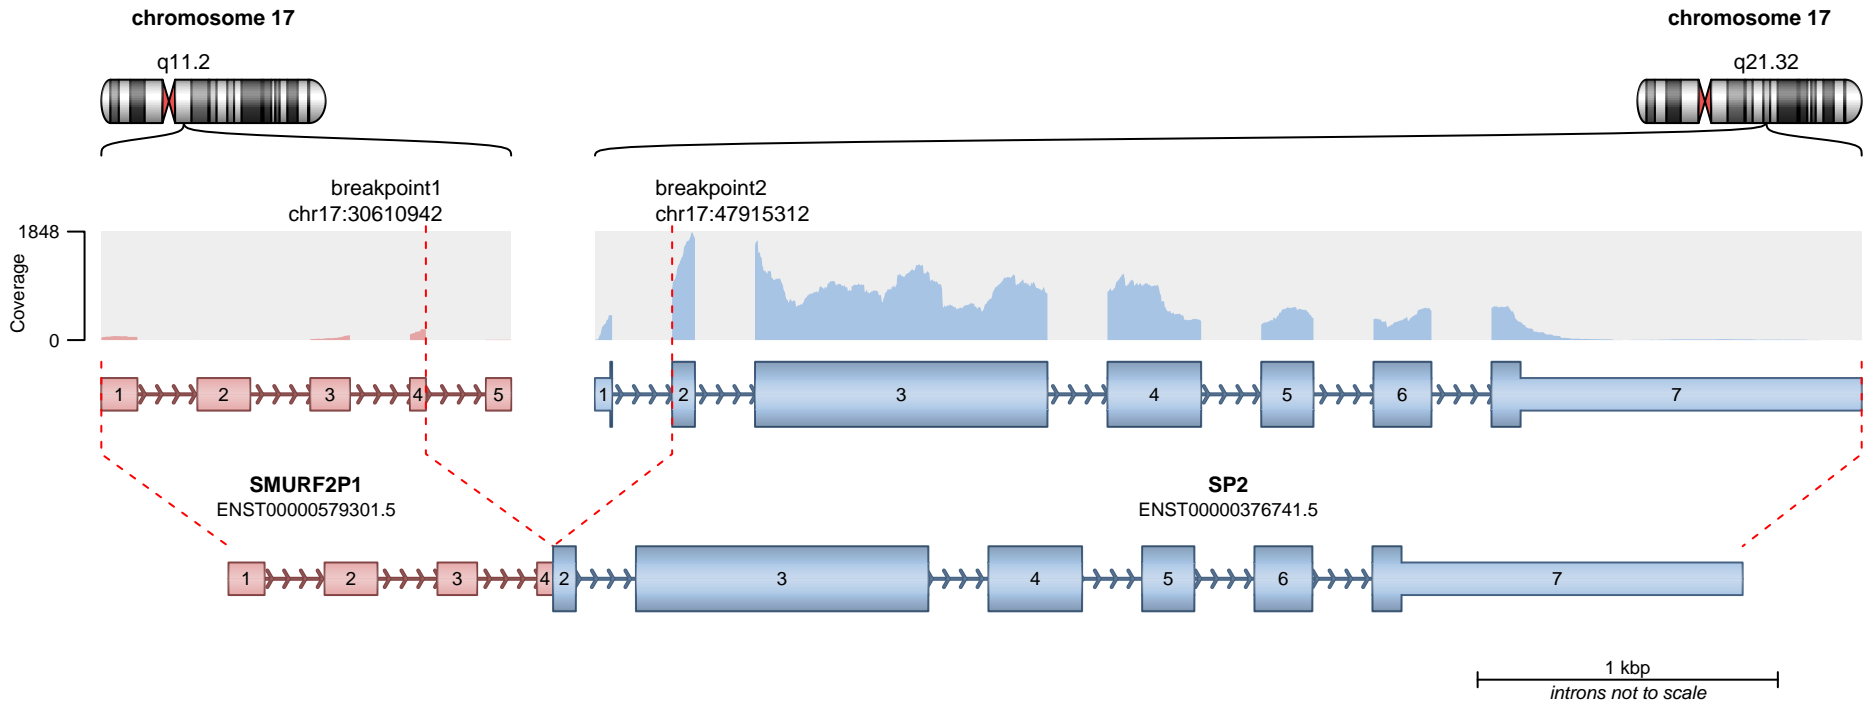 chromosome 17
chromosome 17
q11.2
q21.32
breakpoint1
chr17:30610942
breakpoint2
chr17:47915312
1848
Coverage
0
1 2 3 4 5
1 2 3 4 5 6 7
SMURF2P1
ENST00000579301.5
SP2
ENST00000376741.5
1 2 3 4 2 3 4 5 6 7
1 kbp
introns not to scale